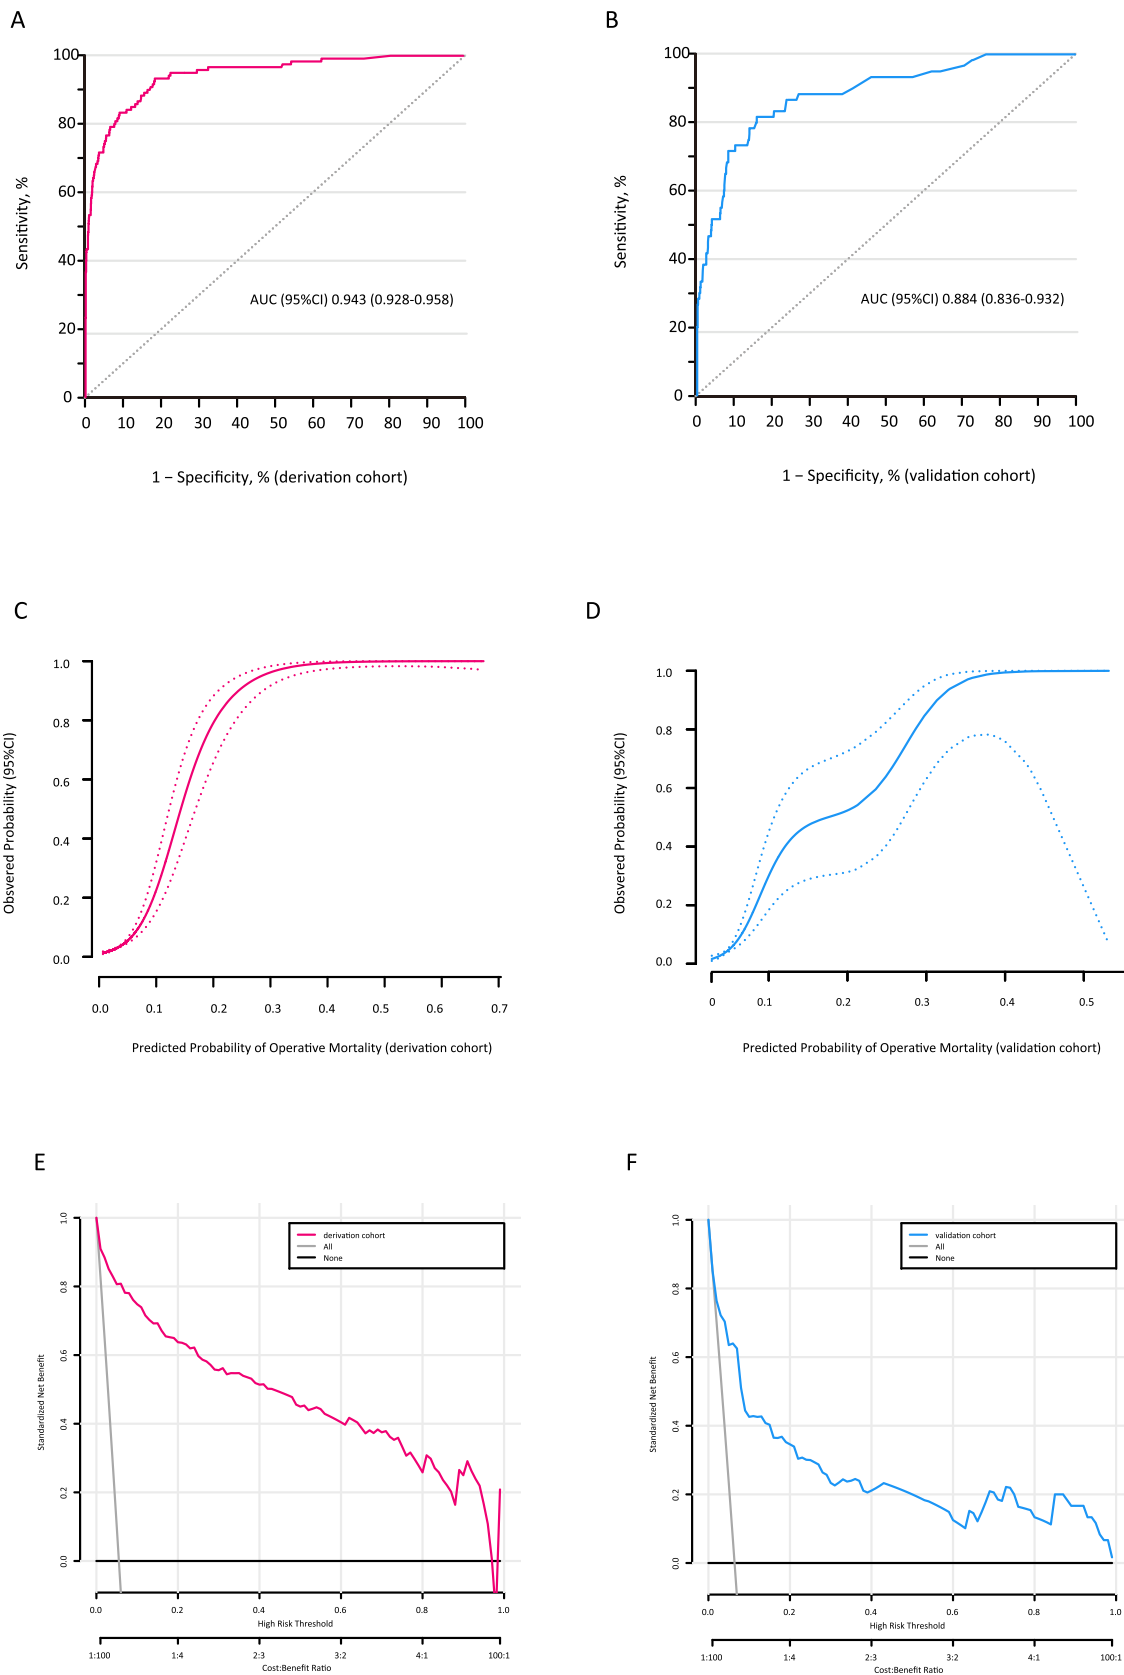 A
100
80
60
40
20
0
Sensitivity, %
AUC (95%CI) 0.943 (0.928-0.958)
0 10 20 30 40 50 60 70 80 90 100
1 – Specificity, % (derivation cohort)
B
100
80
60
40
20
0
Sensitivity, %
AUC (95%CI) 0.884 (0.836-0.932)
0 10 20 30 40 50 60 70 80 90 100
1 – Specificity, % (validation cohort)
C
1.0
0.8
0.6
0.4
0.2
0.0
Obsvered Probability (95%CI)
0.0 0.1 0.2 0.3 0.4 0.5 0.6 0.7
Predicted Probability of Operative Mortality (derivation cohort)
D
1.0
0.8
0.6
0.4
0.2
0.0
Obsvered Probability (95%CI)
0 0.1 0.2 0.3 0.4 0.5
Predicted Probability of Operative Mortality (validation cohort)
E
1.0
0.8
0.6
0.4
0.2
0.0
Standardized Net Benefit
derivation cohort
All
None
0.0 0.2 0.4 0.6 0.8 1.0
High Risk Threshold
1:100 1:4 2:3 3:2 4:1 100:1
Cost:Benefit Ratio
F
1.0
0.8
0.6
0.4
0.2
0.0
Standardized Net Benefit
validation cohort
All
None
0.0 0.2 0.4 0.6 0.8 1.0
High Risk Threshold
1:100 1:4 2:3 3:2 4:1 100:1
Cost:Benefit Ratio